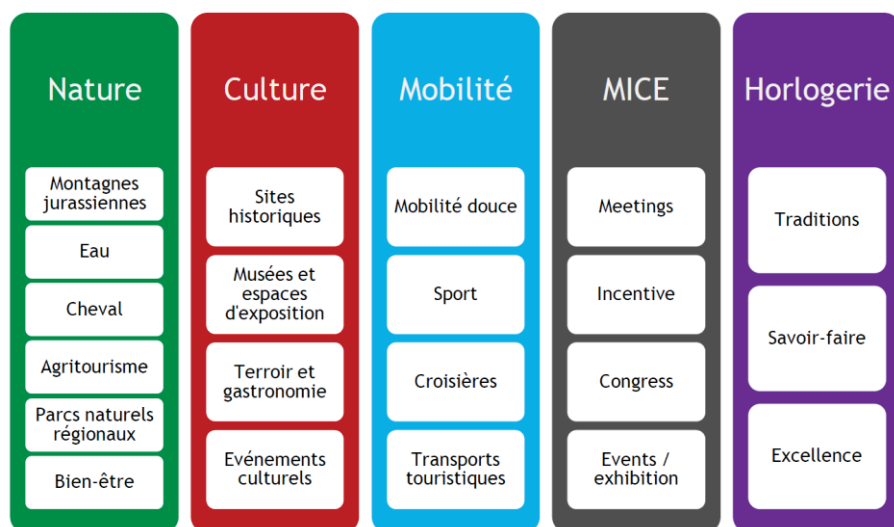 Nature
Montagnes
jurassiennes
Eau
Cheval
Agritourisme
Parcs naturels
régionaux
Bien-être
Culture
Sites
historiques
Musées et
espaces
d'exposition
Terroir et
gastronomie
Evénements
culturels
Mobilité
Mobilité douce
Sport
Croisières
Transports
touristiques
MICE
Meetings
Incentive
Congress
Events /
exhibition
Horlogerie
Traditions
Savoir-faire
Excellence